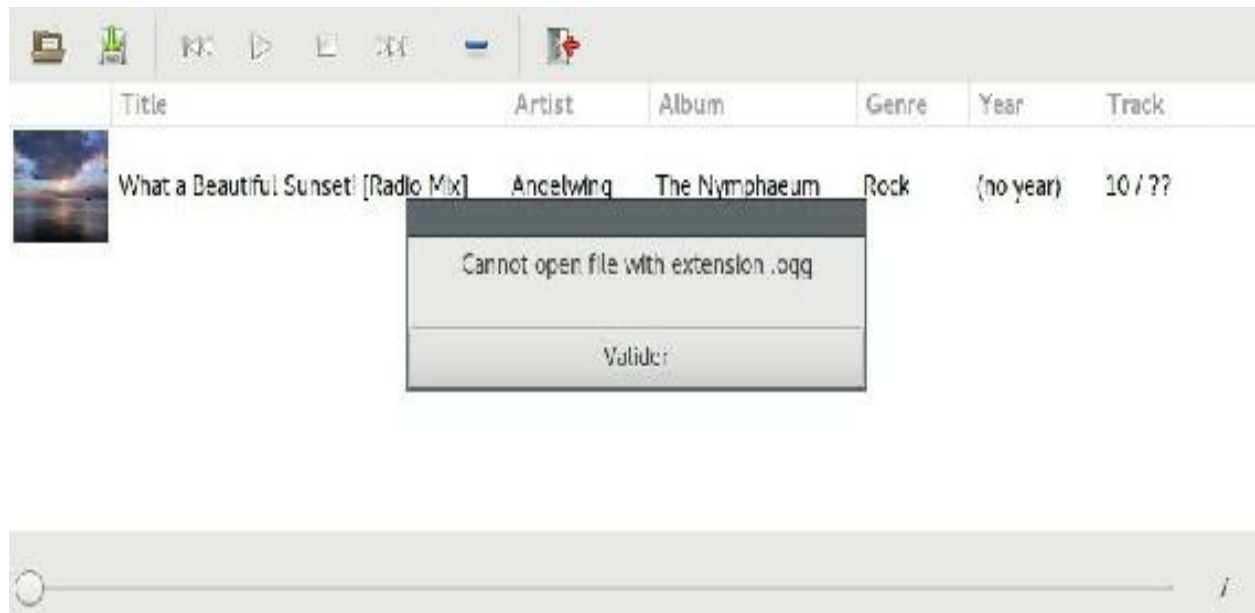 Title Artist Album Genre Year Track
What a Beautiful Sunset! [Radio Mix] Angelwing The Nymphaeum Rock (no year) 10 / ??
Cannot open file with extension .ogg
Valider
/